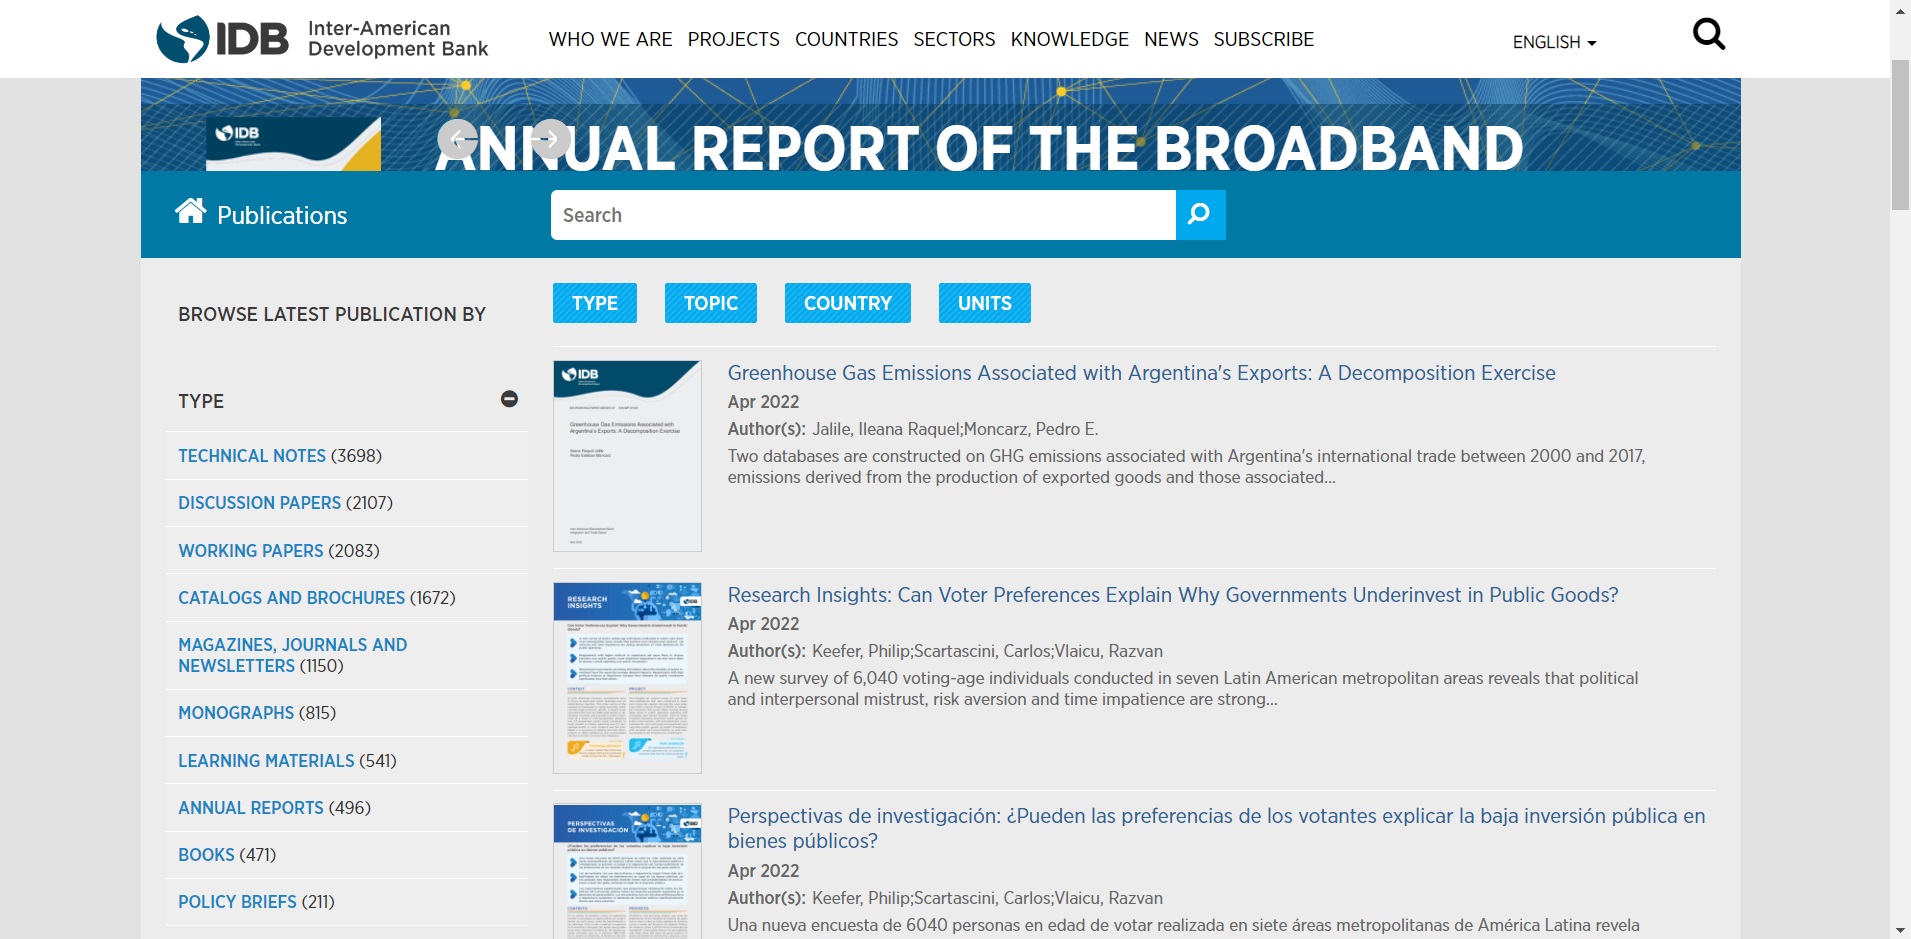 IDB Inter-American
Development Bank
WHO WE ARE PROJECTS COUNTRIES SECTORS KNOWLEDGE NEWS SUBSCRIBE
ENGLISH
IDB
ANNUAL REPORT OF THE BROADBAND
Publications
Search
BROWSE LATEST PUBLICATION BY
TYPE
TECHNICAL NOTES (3698)
DISCUSSION PAPERS (2107)
WORKING PAPERS (2083)
CATALOGS AND BROCHURES (1672)
MAGAZINES, JOURNALS AND
NEWSLETTERS (1150)
MONOGRAPHS (815)
LEARNING MATERIALS (541)
ANNUAL REPORTS (496)
BOOKS (471)
POLICY BRIEFS (211)
TYPE TOPIC COUNTRY UNITS
IDB
Greenhouse Gas Emissions Associated with
Argentina's Exports: A Decomposition Exercise
Greenhouse Gas Emissions Associated with Argentina's Exports: A Decomposition Exercise
Apr 2022
Author(s): Jalile, Ileana Raquel;Moncarz, Pedro E.
Two databases are constructed on GHG emissions associated with Argentina's international trade between 2000 and 2017,
emissions derived from the production of exported goods and those associated...
RESEARCH
INSIGHTS
IDB
Research Insights: Can Voter Preferences Explain Why Governments Underinvest in Public Goods?
Apr 2022
Author(s): Keefer, Philip;Scartascini, Carlos;Vlaicu, Razvan
A new survey of 6,040 voting-age individuals conducted in seven Latin American metropolitan areas reveals that political
and interpersonal mistrust, risk aversion and time impatience are strong...
PERSPECTIVAS
DE INVESTIGACIÓN
Perspectivas de investigación: ¿Pueden las preferencias de los votantes explicar la baja inversión pública en
bienes públicos?
Apr 2022
Author(s): Keefer, Philip;Scartascini, Carlos;Vlaicu, Razvan
Una nueva encuesta de 6040 personas en edad de votar realizada en siete áreas metropolitanas de América Latina revela